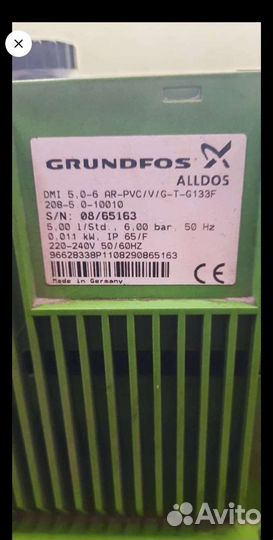 GRUNDFOS
ALLDOS
DMI 5.0-6 AR-PVC/V/G-T-G133F
208-5 0-10010
S/N: 08/65163
5,00 l/Std., 6,00 bar 50 Hz
0.011 kW, IP 65/F
220-240V 50/60HZ
96628338P1108290865163
Made in Germany
CE
Avito